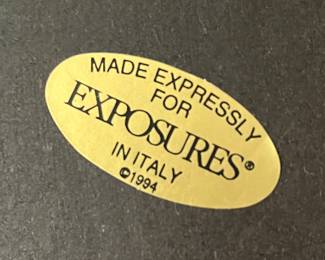 MADE EXPRESSLY
FOR
EXPOSURES®
IN ITALY
©1994